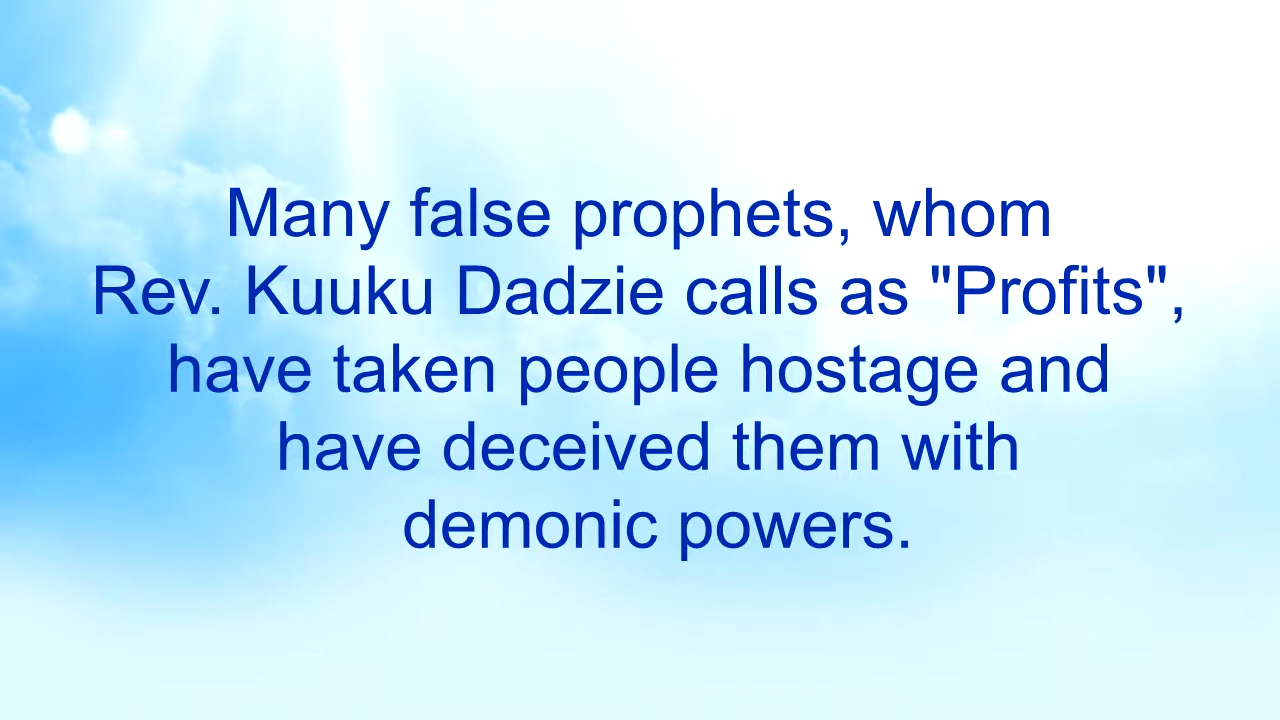 Many false prophets, whom
Rev. Kuuku Dadzie calls as "Profits",
have taken people hostage and
have deceived them with
demonic powers.